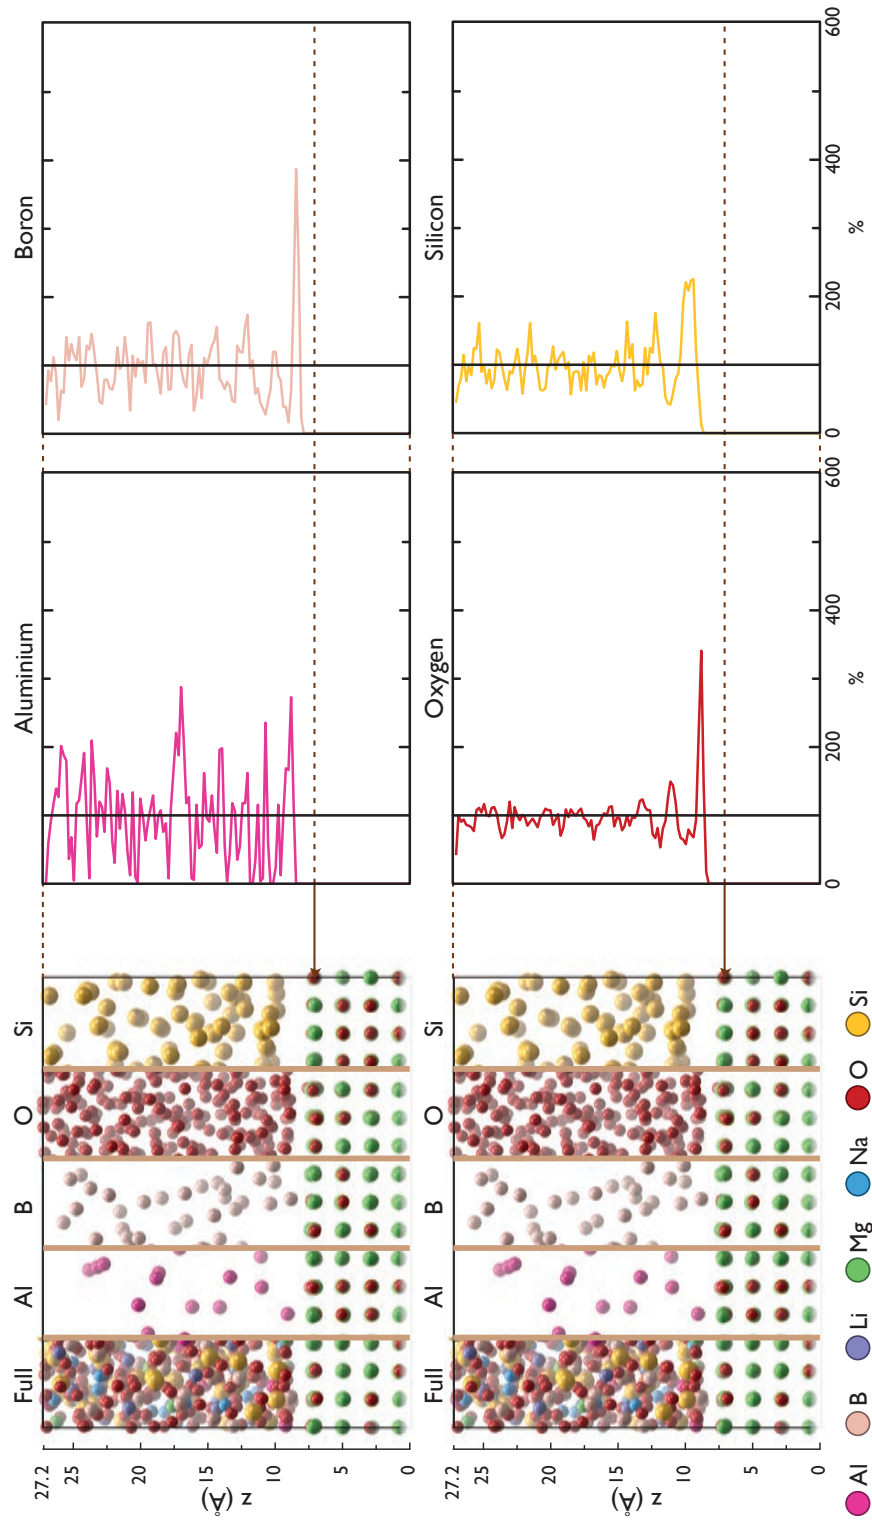 Full Al B O Si Aluminium Boron
27.2
25
20
15
10
5
0
z (Å)
Full Al B O Si Oxygen Silicon
27.2
25
20
15
10
5
0
z (Å)
0 200 400 600
%
0 200 400 600
%
Al B Li Mg Na O Si